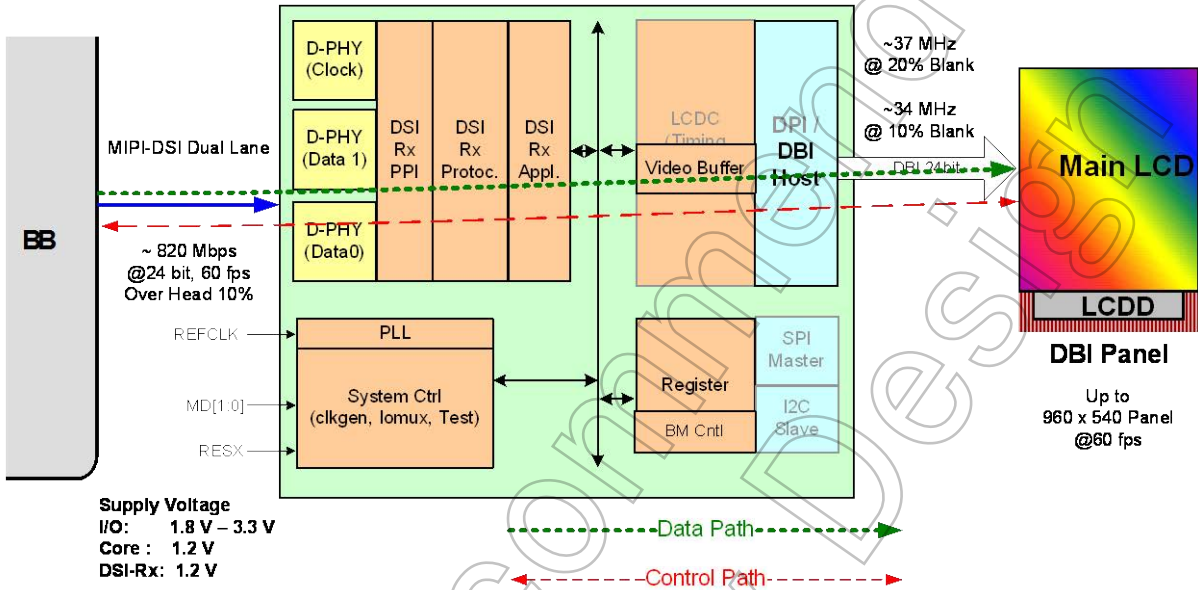 BB
MIPI-DSI Dual Lane
~ 820 Mbps
@24 bit, 60 fps
Over Head 10%
REFCLK
MD[1:0]
RESX
Supply Voltage
I/O: 1.8 V – 3.3 V
Core : 1.2 V
DSI-Rx: 1.2 V
D-PHY
(Clock)
D-PHY
(Data 1)
D-PHY
(Data0)
DSI
Rx
PPI
DSI
Rx
Protoc.
DSI
Rx
Appl.
LCDC
(Timing
Video Buffer
DPI /
DBI
Host
PLL
System Ctrl
(clkgen, Iomux, Test)
Register
BM Cntl
SPI
Master
I2C
Slave
~37 MHz
@ 20% Blank
~34 MHz
@ 10% Blank
DBI 24bit
Main LCD
LCDD
DBI Panel
Up to
960 x 540 Panel
@60 fps
Data Path
Control Path
ommend
Design